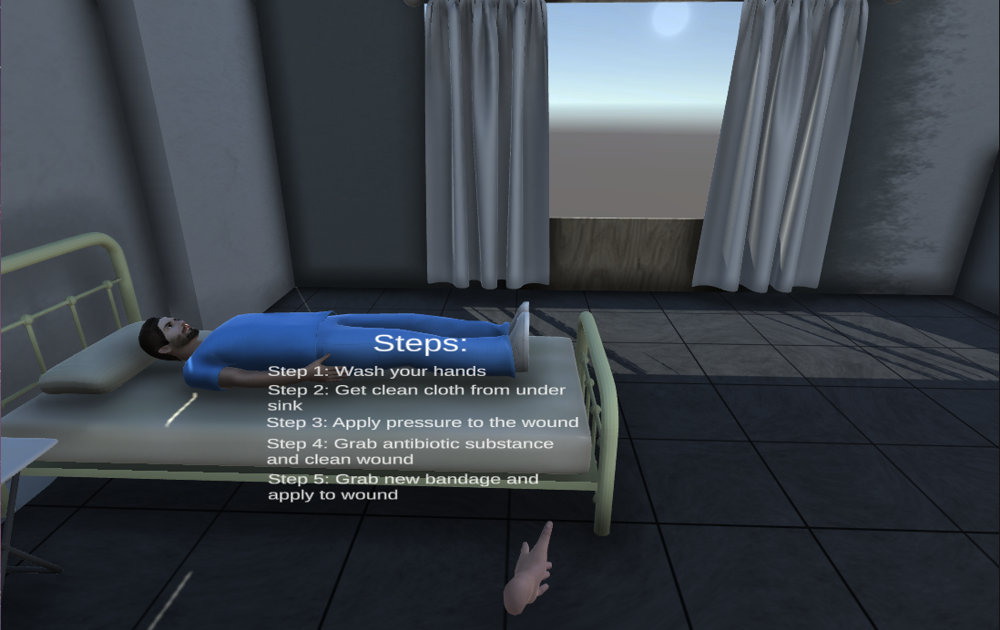 Steps:
Step 1: Wash your hands
Step 2: Get clean cloth from under
sink
Step 3: Apply pressure to the wound
Step 4: Grab antibiotic substance
and clean wound
Step 5: Grab new bandage and
apply to wound